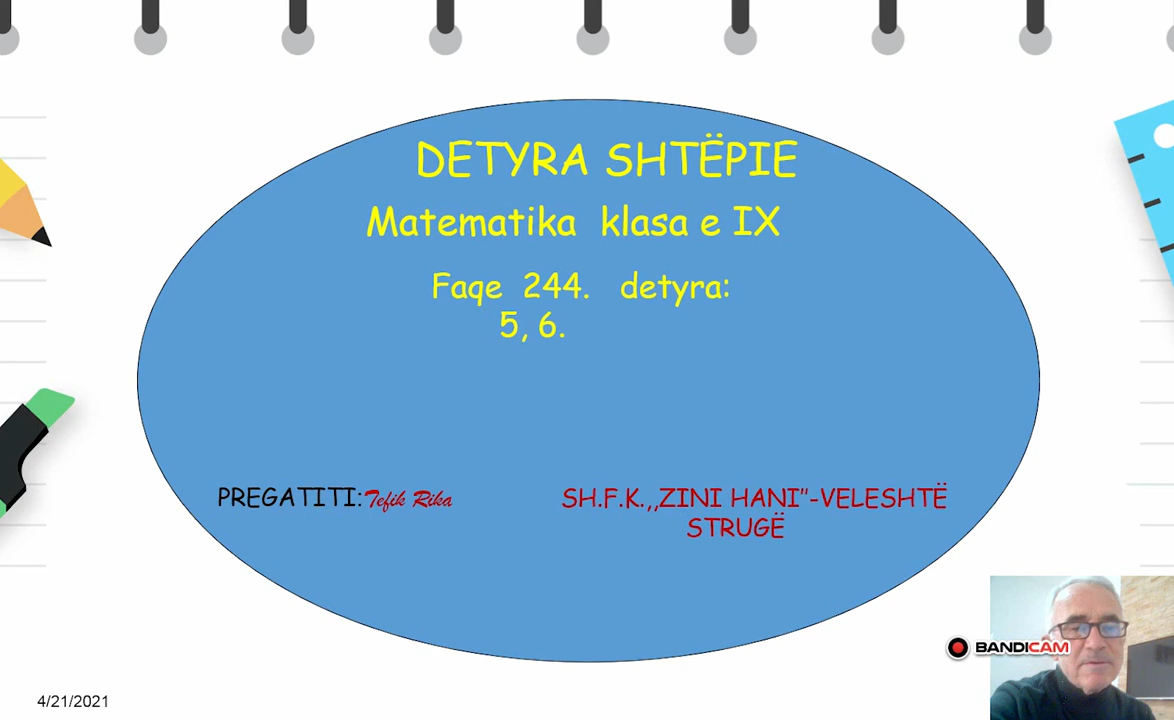 DETYRA SHTËPIE
Matematika klasa e IX
Faqe 244. detyra:
5, 6.
PREGATITI:Tefik Rika
SH.F.K.,,ZINI HANI"-VELESHTË
STRUGË
BANDICAM
4/21/2021